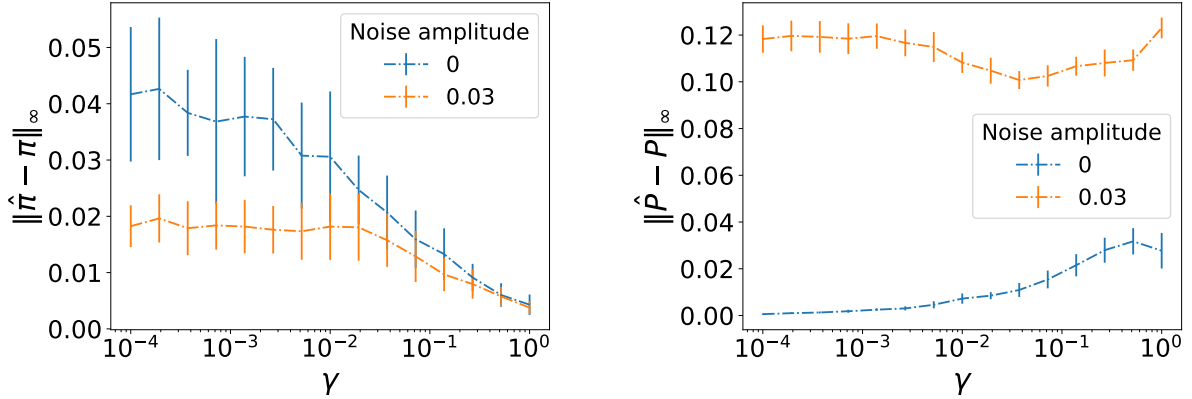 0.05
0.04
0.03
0.02
0.01
0.00
‖π̂ − π‖∞
Noise amplitude
0
0.03
10⁻⁴ 10⁻³ 10⁻² 10⁻¹ 10⁰
γ
0.12
0.10
0.08
0.06
0.04
0.02
0.00
‖P̂ − P‖∞
Noise amplitude
0
0.03
10⁻⁴ 10⁻³ 10⁻² 10⁻¹ 10⁰
γ